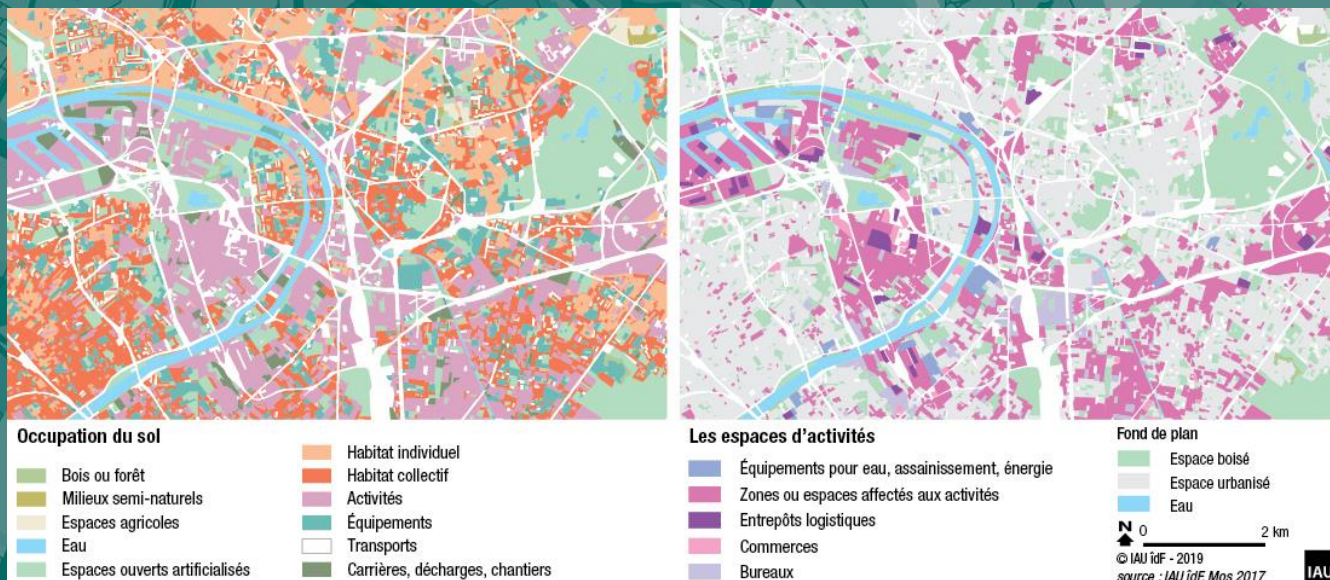 Occupation du sol
Bois ou forêt
Milieux semi-naturels
Espaces agricoles
Eau
Espaces ouverts artificialisés
Habitat individuel
Habitat collectif
Activités
Équipements
Transports
Carrières, décharges, chantiers
Les espaces d'activités
Équipements pour eau, assainissement, énergie
Zones ou espaces affectés aux activités
Entrepôts logistiques
Commerces
Bureaux
Fond de plan
Espace boisé
Espace urbanisé
Eau
N 0 2 km
© IAU îdF - 2019
source : IAU îdF, Mos 2017
IAU